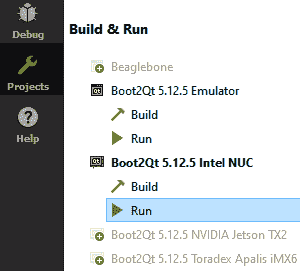 Debug
Projects
Help
Build & Run
Beaglebone
Boot2Qt 5.12.5 Emulator
Build
Run
Boot2Qt 5.12.5 Intel NUC
Build
Run
Boot2Qt 5.12.5 NVIDIA Jetson TX2
Boot2Qt 5.12.5 Toradex Apalis iMX6